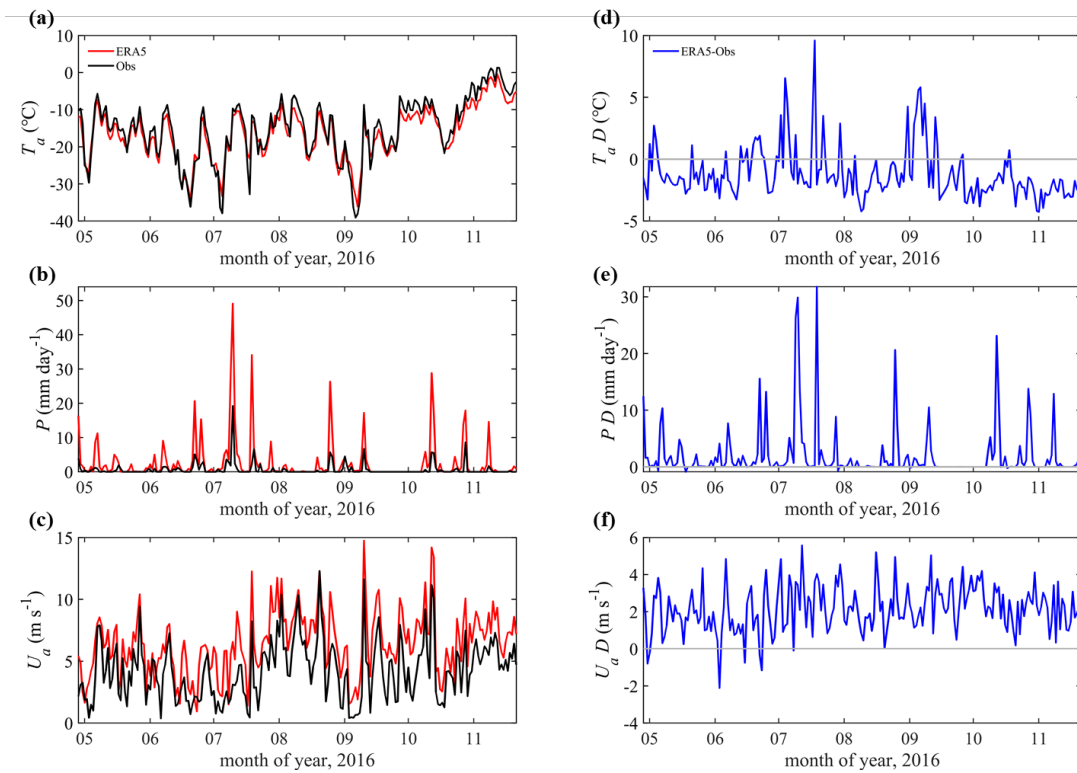 (a)
10
0
-10
-20
-30
-40
T_a (°C)
ERA5
Obs
05 06 07 08 09 10 11
month of year, 2016
(d)
10
5
0
-5
T_a D (°C)
ERA5-Obs
05 06 07 08 09 10 11
month of year, 2016
(b)
50
40
30
20
10
0
P (mm day⁻¹)
05 06 07 08 09 10 11
month of year, 2016
(e)
30
20
10
0
P D (mm day⁻¹)
05 06 07 08 09 10 11
month of year, 2016
(c)
15
10
5
0
U_a (m s⁻¹)
05 06 07 08 09 10 11
month of year, 2016
(f)
6
4
2
0
-2
-4
U_a D (m s⁻¹)
05 06 07 08 09 10 11
month of year, 2016